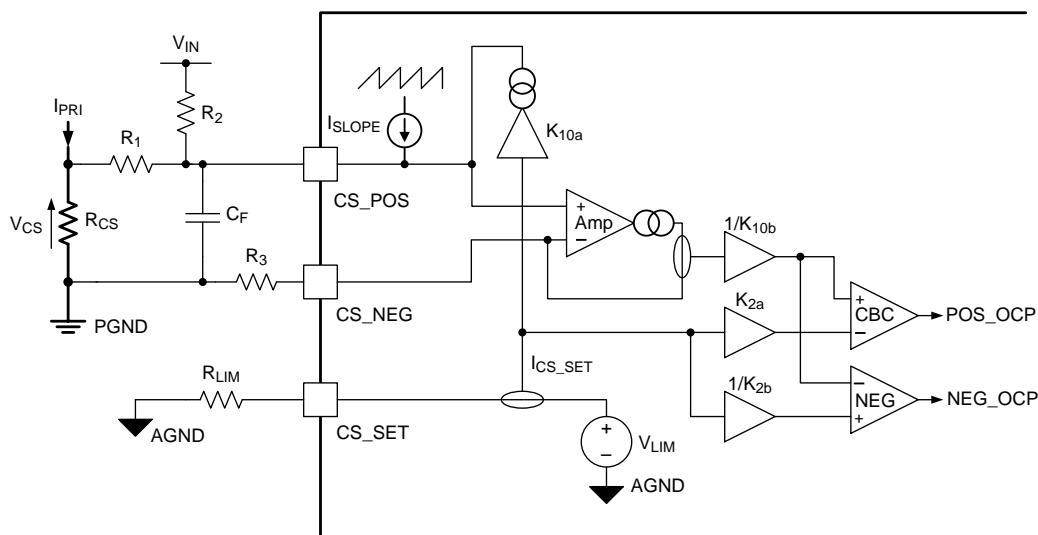 VIN
IPRI
R2
ISLOPE
K10a
R1
CS_POS
VCS
RCS
CF
+
Amp
−
1/K10b
R3
K2a
+
CBC
−
POS_OCP
PGND
CS_NEG
RLIM
ICS_SET
1/K2b
−
NEG
+
NEG_OCP
AGND
CS_SET
+
−
VLIM
AGND